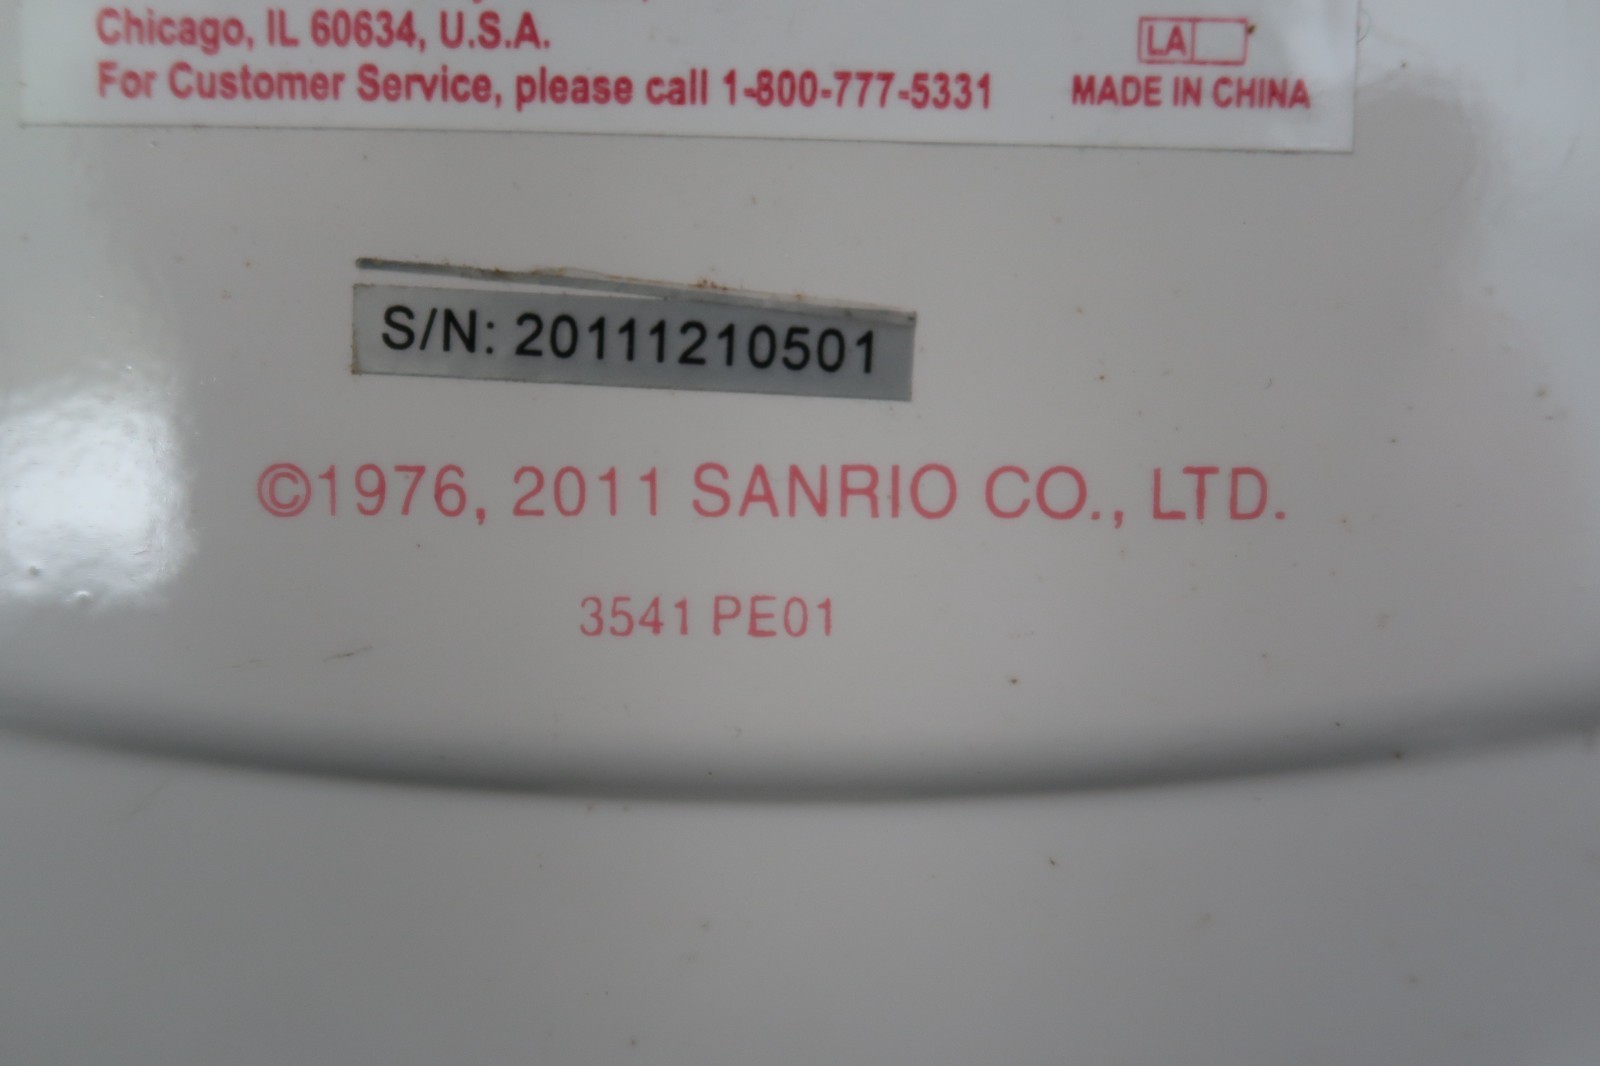 Chicago, IL 60634, U.S.A.
For Customer Service, please call 1-800-777-5331
LA
MADE IN CHINA
S/N: 20111210501
©1976, 2011 SANRIO CO., LTD.
3541 PE01